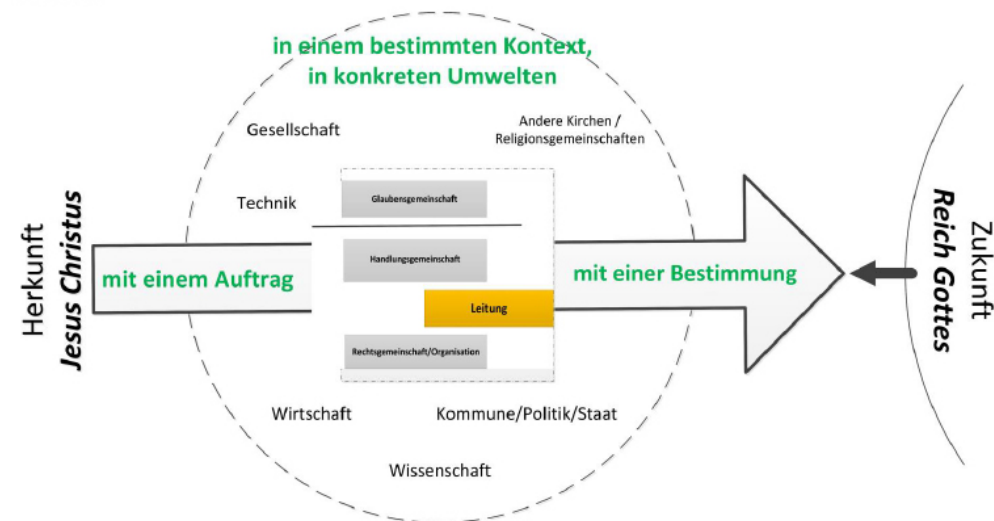 in einem bestimmten Kontext,
in konkreten Umwelten
Gesellschaft
Andere Kirchen /
Religionsgemeinschaften
Technik
Glaubensgemeinschaft
Handlungsgemeinschaft
Leitung
Rechtsgemeinschaft/Organisation
Herkunft
Jesus Christus
mit einem Auftrag
mit einer Bestimmung
Zukunft
Reich Gottes
Wirtschaft
Kommune/Politik/Staat
Wissenschaft